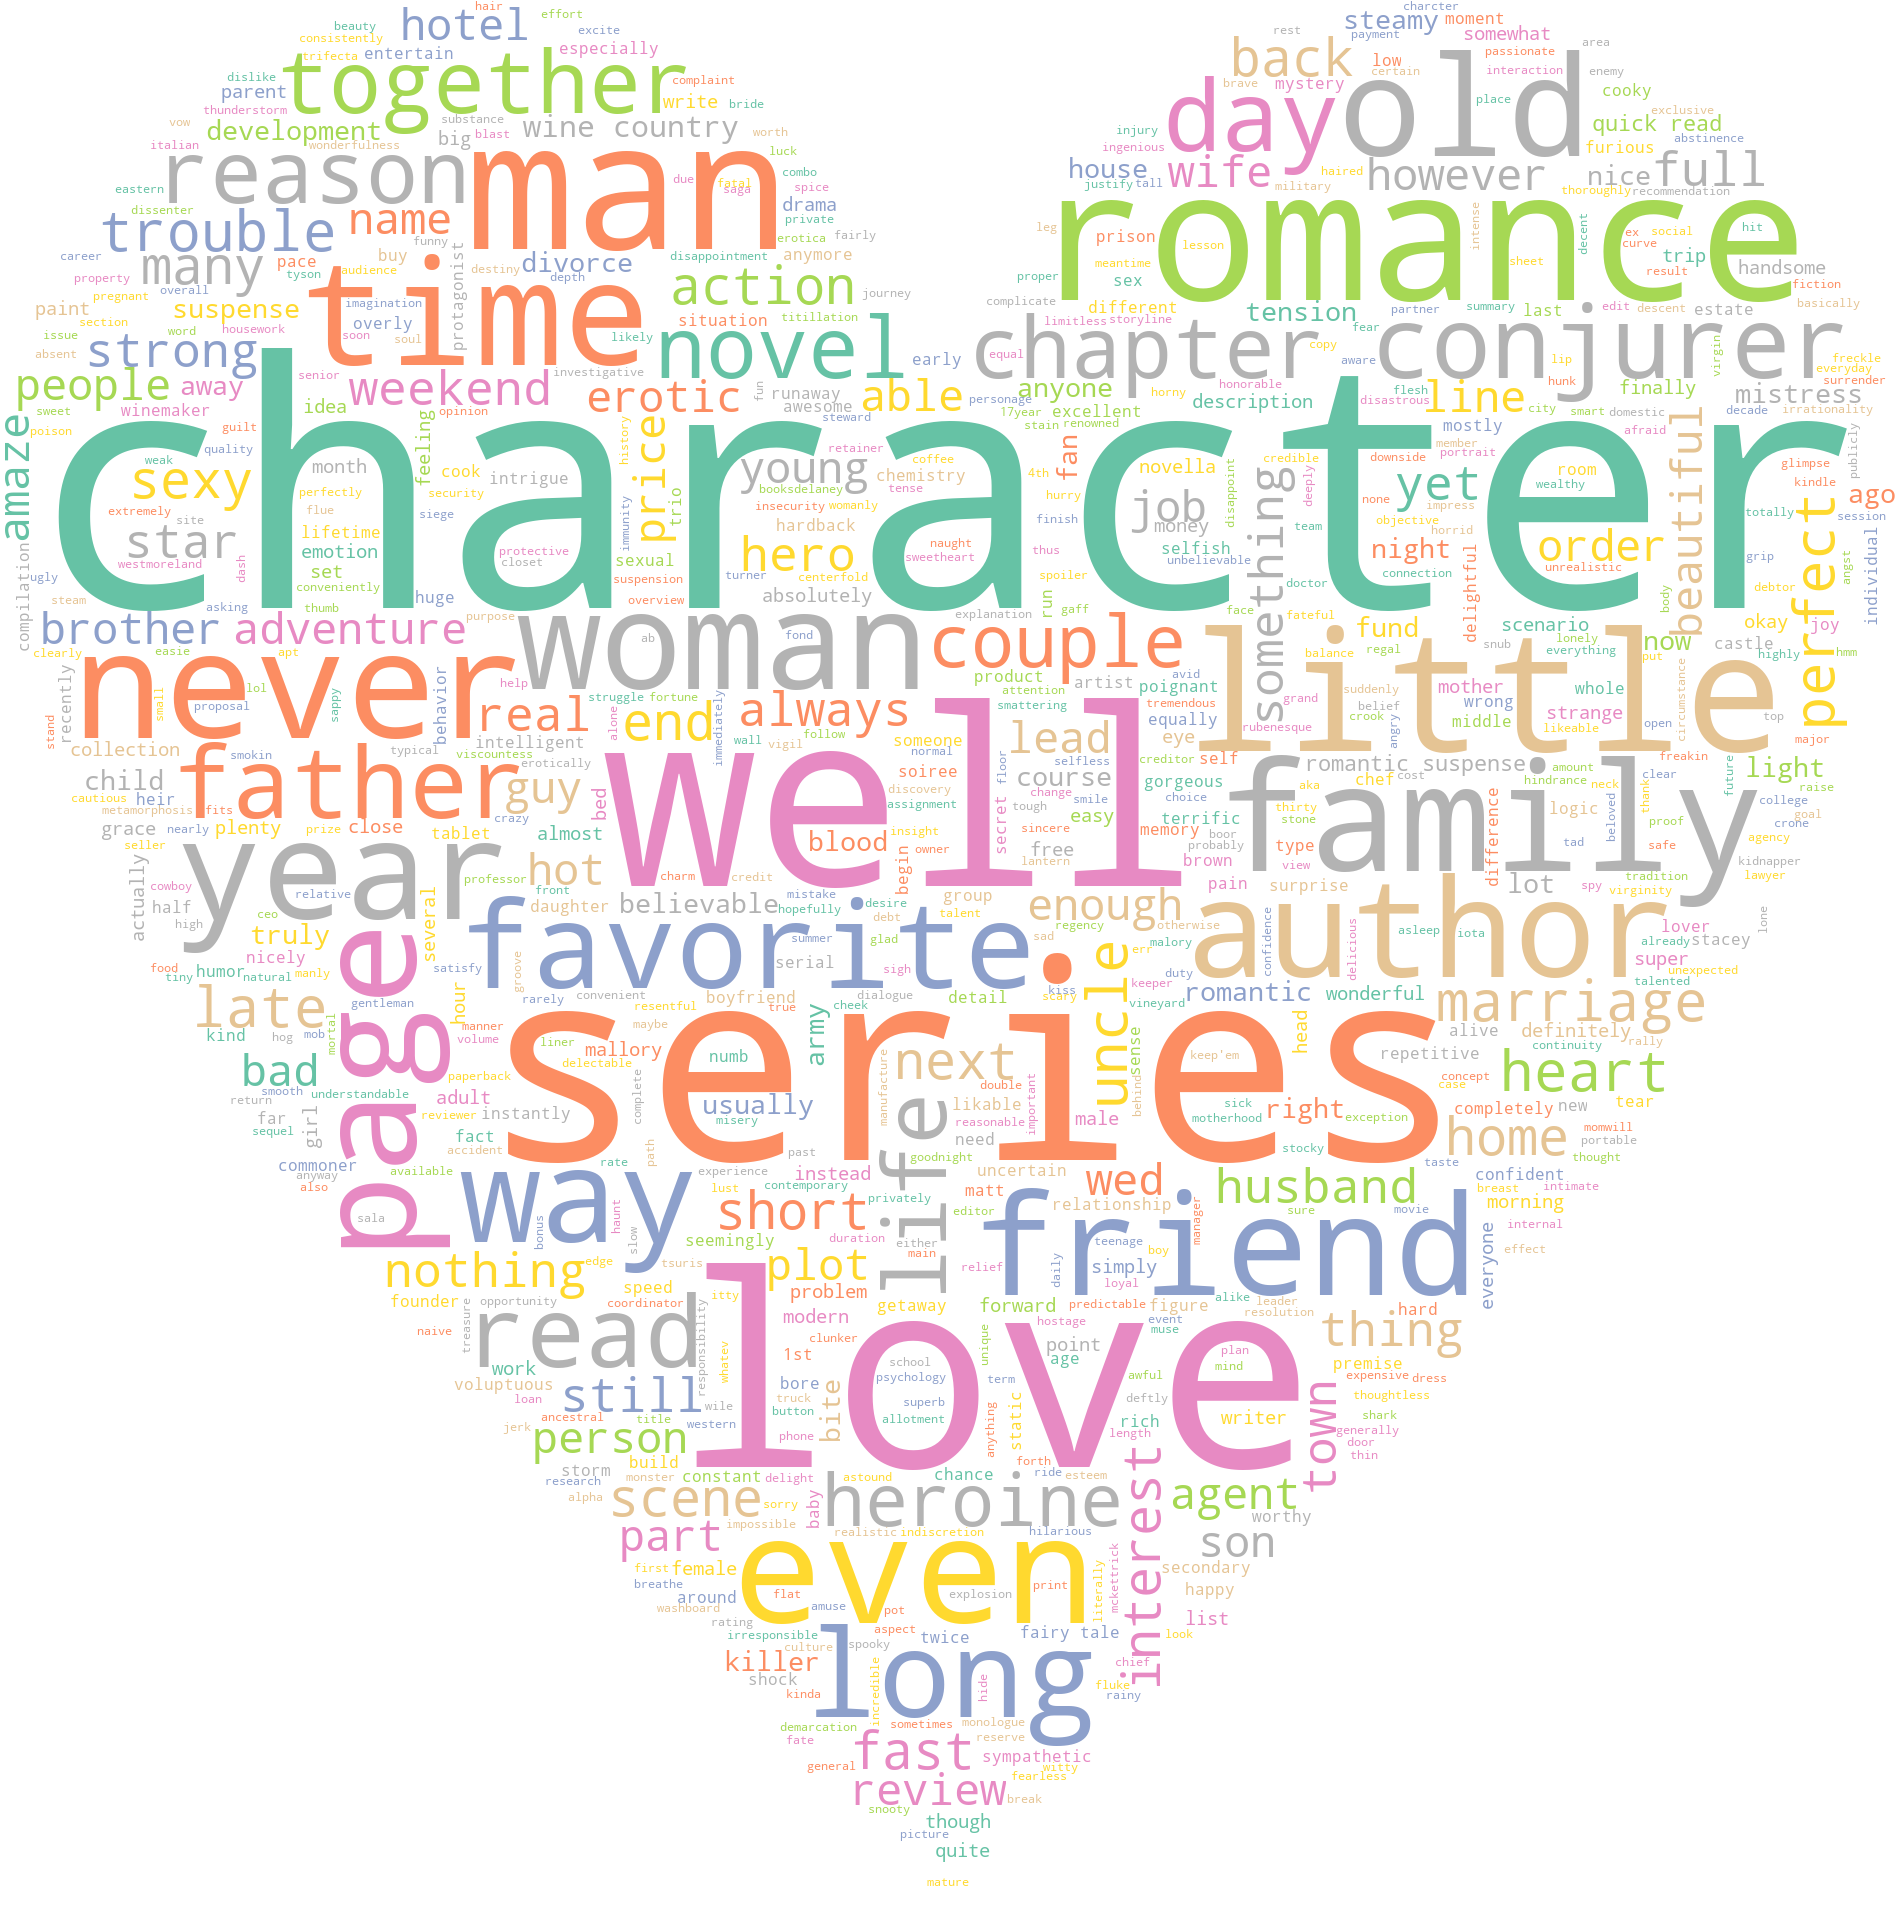 hair
charcter
hotel
effort
steamy
moment
beauty
excite
rest
payment
somewhat
consistently
especially
back
area
trifecta
entertain
low
passionate
together
day
old
dislike
complaint
certain
interaction
enemy
parent
write
bride
brave
mystery
place
cooky
thunderstorm
substance
exclusive
vow
development
big
blast
wine country
worth
injury
quick read
italian
wonderfulness
luck
ingenious
furious
abstinence
reason
man
due
fatal
combo
house
wife
however
nice
full
eastern
saga
spice
justify
tall
military
haired
thoroughly
recommendation
dissenter
name
drama
romance
trouble
private
leg
prison
lesson
intense
decent
ex
social
hit
career
many
pace
buy
funny
protagonist
erotica
fairly
curve
property
tyson
audience
divorce
disappointment
anymore
meantime
trip
handsome
pregnant
overall
time
destiny
depth
action
journey
proper
sex
sheet
result
fiction
paint
section
suspense
imagination
complicate
different
partner
summary
last
edit
descent
estate
basically
issue
word
housework
overly
situation
titillation
limitless
storyline
tension
fear
conjurer
absent
strong
soon
soul
likely
novel
early
equal
chapter
copy
aware
lip
virgin
freckle
people
away
senior
weekend
investigative
fun
runaway
able
personage
anyone
horny
honorable
flesh
hunk
finally
everyday
surrender
sweet
winemaker
idea
feeling
opinion
erotic
awesome
steward
17year
excellent
description
disastrous
line
city
smart
domestic
mistress
amaze
poison
guilt
history
price
stain
renowned
mostly
afraid
decade
irrationality
weak
quality
month
cook
intrigue
retainer
fan
member
portrait
beautiful
publicly
sexy
perfectly
security
trio
young
coffee
chemistry
tense
4th
novella
credible
downside
room
glimpse
extremely
flue
siege
immunity
booksdelaney
insecurity
womanly
hurry
job
disappoint
something
deeply
none
yet
impress
wealthy
kindle
ago
compilation
site
star
lifetime
hardback
finish
money
team
objective
horrid
totally
session
westmoreland
dash
emotion
protective
closet
sexual
hero
naught
sweetheart
thus
selfish
unbelievable
night
delightful
order
unrealistic
grip
perfect
angst
individual
ugly
set
conveniently
suspension
turner
centerfold
spoiler
doctor
connection
body
debtor
steam
asking
thumb
huge
purpose
overview
absolutely
explanation
run
gaff
face
fateful
fund
scenario
lonely
okay
joy
brother
adventure
woman
ab
fond
couple
little
balance
regal
snub
everything
now
castle
clearly
easie
apt
put
highly
hmm
never
character
recently
small
lol
sappy
behavior
help
struggle
fortune
product
attention
artist
avid
poignant
grand
suddenly
mother
whole
circumstance
top
stand
proposal
real
alone
immediately
end
always
smattering
tremendous
equally
rubenesque
belief
crook
angry
wrong
middle
strange
likeable
open
major
collection
smokin
typical
viscountess
intelligent
wall
vigil
follow
someone
normal
lead
selfless
creditor
eye
self
romantic suspense
amount
hindrance
clear
freakin
future
light
child
father
erotically
guy
well
soiree
discovery
floor
course
gorgeous
family
aka
chef
cost
neck
raise
cautious
heir
metamorphosis
fits
bed
assignment
secret
change
smile
choice
thirty
difference
logic
beloved
thank
college
goal
grace
nearly
plenty
prize
close
tablet
crazy
almost
blood
insight
tough
sincere
easy
terrific
memory
stone
proof
crone
seller
actually
year
hot
owner
begin
free
lantern
boor
probably
type
tad
safe
agency
kidnapper
cowboy
relative
professor
front
charm
credit
brown
view
lot
spy
tradition
lawyer
half
ceo
high
daughter
believable
mistake
hopefully
desire
debt
group
talent
enough
pain
surprise
virginity
lone
truly
several
favorite
summer
glad
regency
sad
uncle
otherwise
malory
author
confidence
delicious
asleep
iota
lover
already
stacey
nicely
food
tiny
humor
natural
manly
page
satisfy
groove
serial
sigh
err
super
unexpected
late
gentleman
rarely
convenient
resentful
boyfriend
true
cheek
dialogue
detail
scary
kiss
duty
keeper
vineyard
romantic
wonderful
talented
marriage
kind
hog
mob
mortal
hour
manner
volume
liner
maybe
mallory
army
series
sense
head
alive
definitely
continuity
rally
bad
smooth
understandable
paperback
delectable
numb
manufacture
next
double
keep'em
repetitive
concept
heart
return
adult
reviewer
instantly
complete
usually
misery
likable
reasonable
important
male
behind
sick
motherhood
right
exception
case
completely
new
tear
far
sequel
girl
fact
accident
path
life
need
goodnight
stocky
home
momwill
portable
commoner
anyway
also
available
rate
experience
past
contemporary
instead
uncertain
taste
thought
confident
sala
way
lust
short
privately
matt
wed
relationship
husband
breast
intimate
morning
bonus
haunt
slow
duration
editor
manager
sure
movie
internal
nothing
edge
tsuris
seemingly
either
main
friend
teenage
boy
everyone
effect
founder
speed
plot
relief
daily
simply
loyal
treasure
opportunity
coordinator
itty
problem
getaway
forward
predictable
figure
alike
leader
resolution
hard
naive
read
responsibility
modern
clunker
hostage
event
muse
thing
whatev
1st
love
unique
point
age
plan
mind
premise
work
school
psychology
term
awful
expensive
dress
voluptuous
loan
still
bore
truck
superb
deftly
thoughtless
wile
button
allotment
anything
static
rich
writer
town
shark
jerk
ancestral
title
western
phone
bite
length
generally
person
door
thin
storm
build
forth
research
monster
constant
delight
astound
chance
ride
esteem
interest
agent
alpha
scene
sorry
baby
heroine
worthy
part
impossible
realistic
indiscretion
hilarious
son
first
female
even
literally
mckettrick
secondary
breathe
around
flat
explosion
print
happy
washboard
rating
amuse
pot
list
irresponsible
aspect
twice
fairy tale
look
culture
spooky
killer
shock
long
incredible
hide
chief
fluke
kinda
rainy
demarcation
sometimes
monologue
fate
reserve
fast
sympathetic
general
witty
fearless
review
break
snooty
though
picture
quite
mature